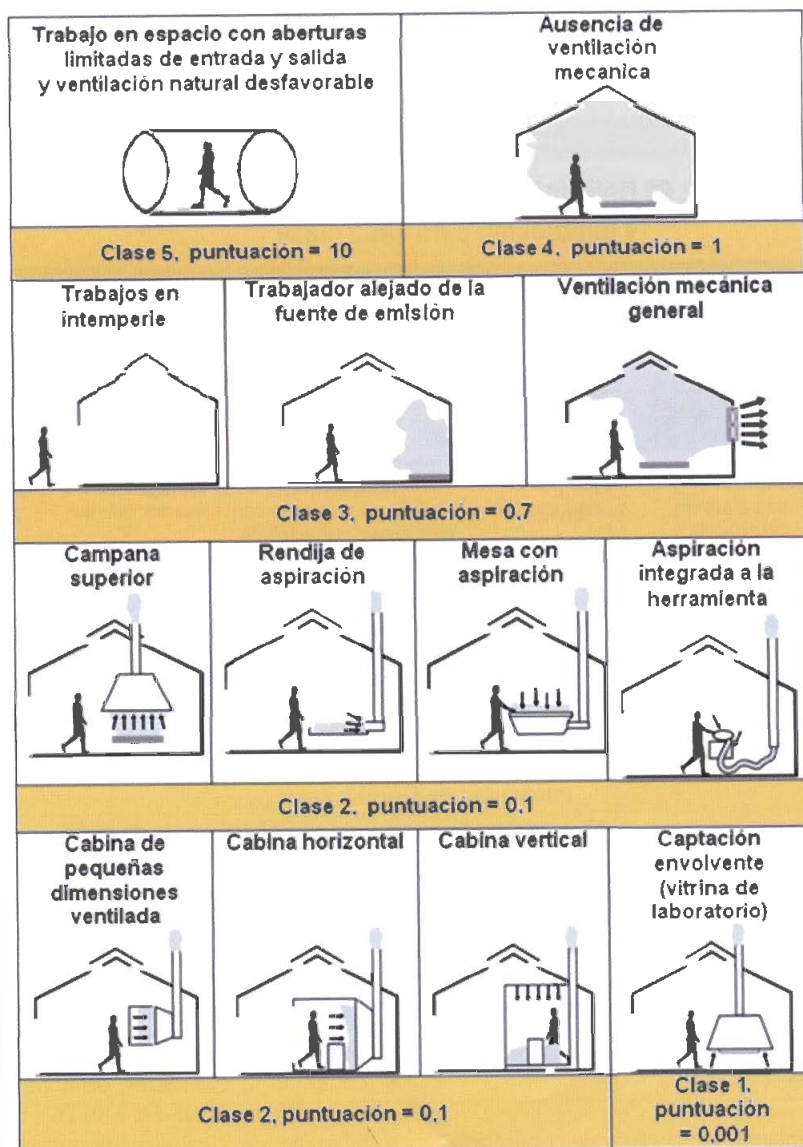 Trabajo en espacio con aberturas
limitadas de entrada y salida
y ventilación natural desfavorable
Ausencia de
ventilación
mecanica
Clase 5, puntuación = 10
Clase 4, puntuación = 1
Trabajos en
intemperie
Trabajador alejado de la
fuente de emisión
Ventilación mecánica
general
Clase 3, puntuación = 0,7
Campana
superior
Rendija de
aspiración
Mesa con
aspiración
Aspiración
integrada a la
herramienta
Clase 2, puntuación = 0,1
Cabina de
pequeñas
dimensiones
ventilada
Cabina horizontal
Cabina vertical
Captación
envolvente
(vitrina de
laboratorio)
Clase 2, puntuación = 0,1
Clase 1,
puntuación
= 0,001